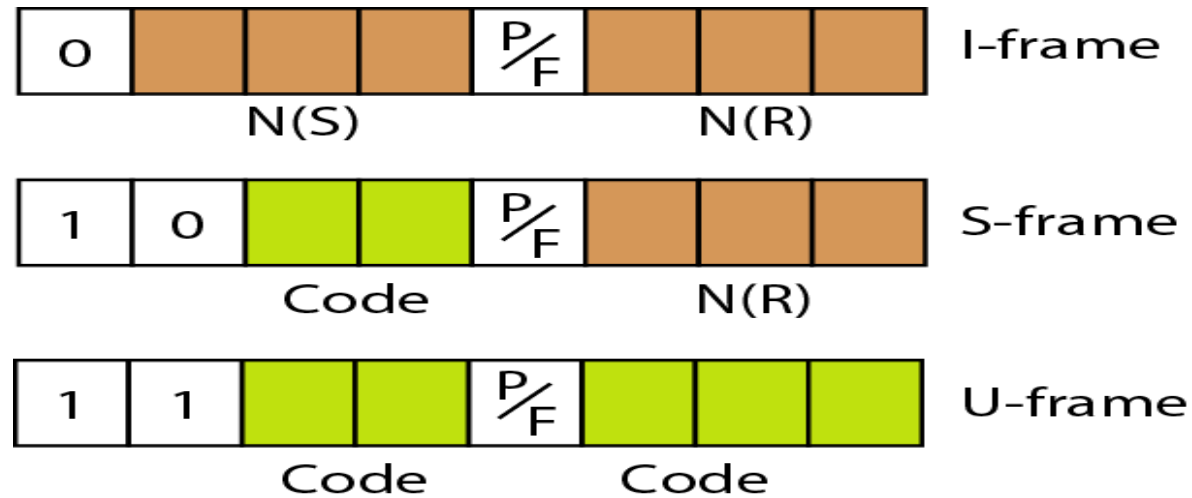 0 P/F I-frame
N(S) N(R)
1 0 P/F S-frame
Code N(R)
1 1 P/F U-frame
Code Code